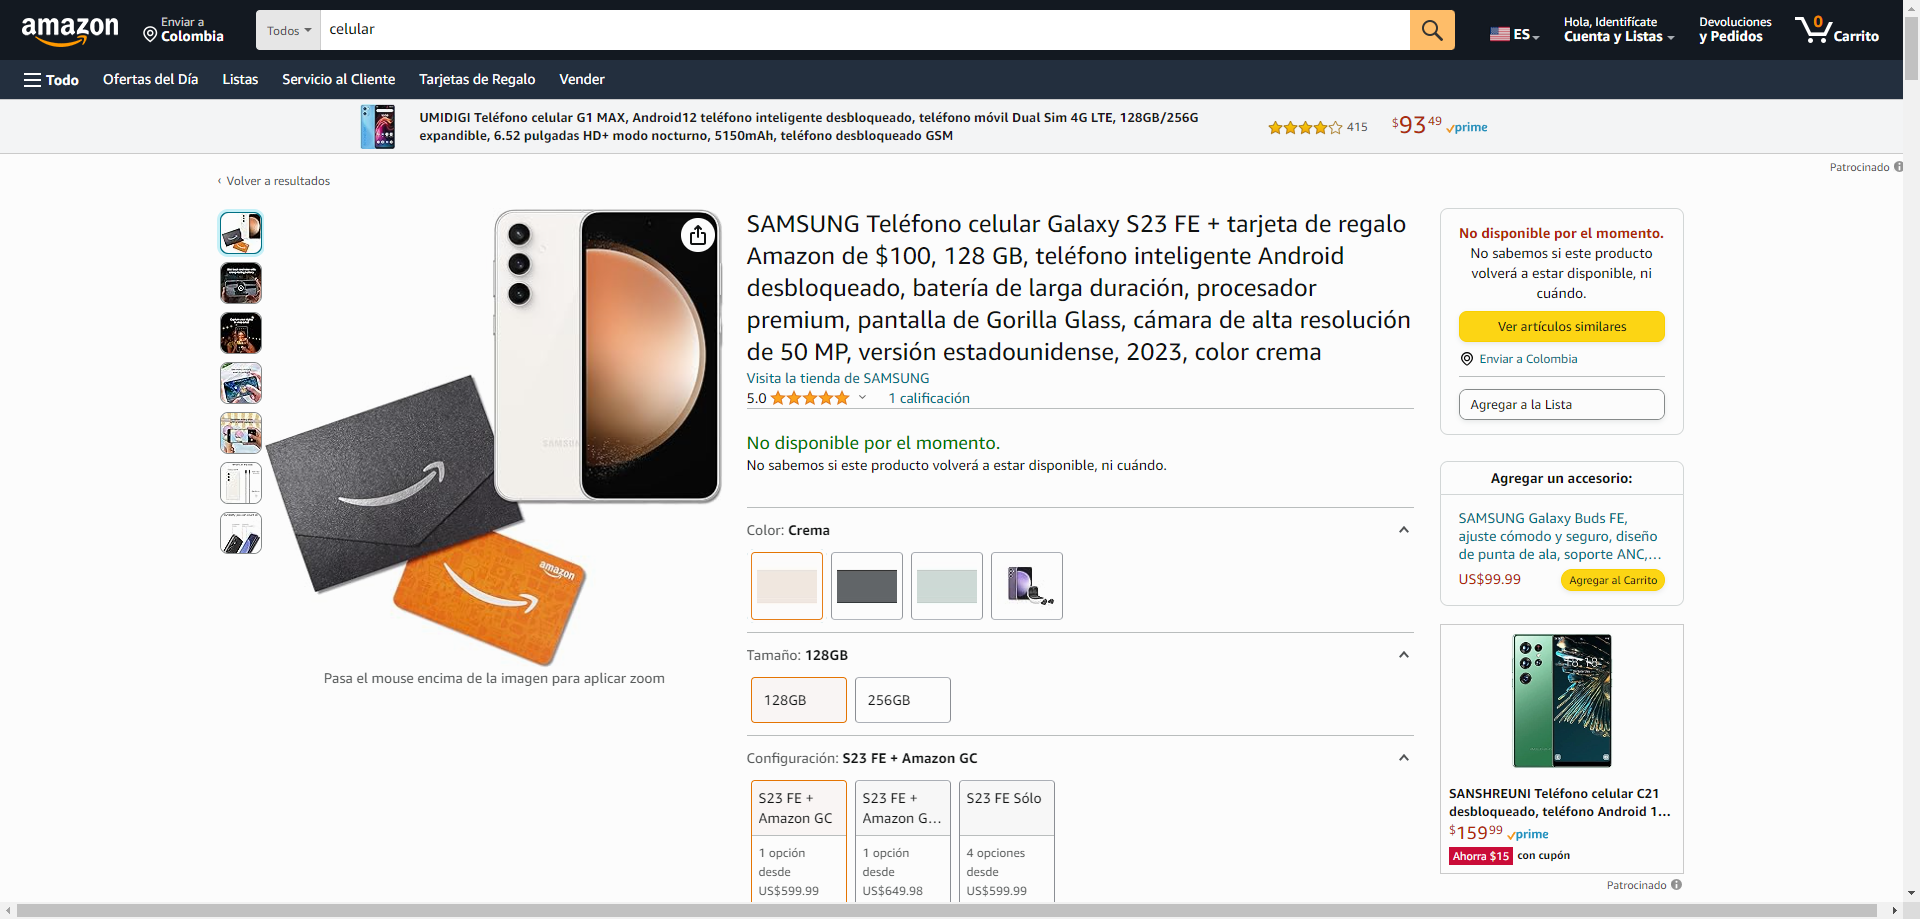 amazon
Enviar a
Colombia
Todos
celular
ES
Hola, Identifícate
Cuenta y Listas
Devoluciones
y Pedidos
0
Carrito
Todo
Ofertas del Día
Listas
Servicio al Cliente
Tarjetas de Regalo
Vender
UMIDIGI Teléfono celular G1 MAX, Android12 teléfono inteligente desbloqueado, teléfono móvil Dual Sim 4G LTE, 128GB/256G
expandible, 6.52 pulgadas HD+ modo nocturno, 5150mAh, teléfono desbloqueado GSM
415
$93 49 prime
Patrocinado
‹ Volver a resultados
SAMSUNG Teléfono celular Galaxy S23 FE + tarjeta de regalo
Amazon de $100, 128 GB, teléfono inteligente Android
desbloqueado, batería de larga duración, procesador
premium, pantalla de Gorilla Glass, cámara de alta resolución
de 50 MP, versión estadounidense, 2023, color crema
Visita la tienda de SAMSUNG
5.0
1 calificación
No disponible por el momento.
No sabemos si este producto volverá a estar disponible, ni cuándo.
Color: Crema
Tamaño: 128GB
128GB
256GB
Configuración: S23 FE + Amazon GC
S23 FE +
Amazon GC
1 opción
desde
US$599.99
S23 FE +
Amazon G...
1 opción
desde
US$649.98
S23 FE Sólo
4 opciones
desde
US$599.99
SAMSUNG
amazon
Pasa el mouse encima de la imagen para aplicar zoom
No disponible por el momento.
No sabemos si este producto
volverá a estar disponible, ni
cuándo.
Ver artículos similares
Enviar a Colombia
Agregar a la Lista
Agregar un accesorio:
SAMSUNG Galaxy Buds FE,
ajuste cómodo y seguro, diseño
de punta de ala, soporte ANC,...
US$99.99
Agregar al Carrito
SANSHREUNI Teléfono celular C21
desbloqueado, teléfono Android 1...
$159 99 prime
Ahorra $15 con cupón
Patrocinado